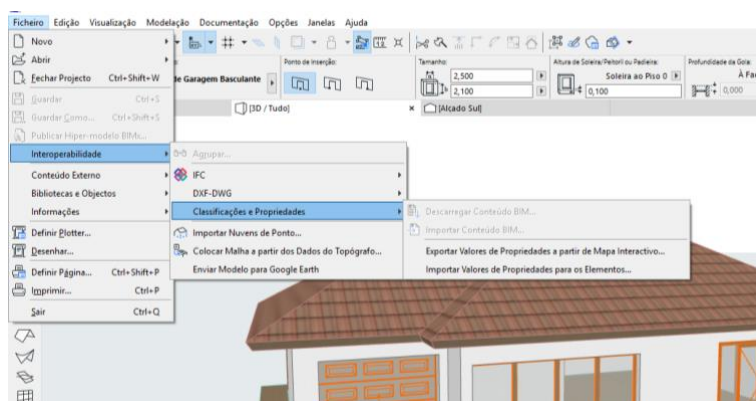 Ficheiro Edição Visualização Modelação Documentação Opções Janelas Ajuda
Novo
Abrir
Fechar Projecto Ctrl+Shift+W
Guardar Ctrl+S
Guardar Como... Ctrl+Shift+S
Publicar Hiper-modelo BIMx...
Interoperabilidade
Conteúdo Externo
Bibliotecas e Objectos
Informações
Definir Plotter...
Desenhar...
Definir Página... Ctrl+Shift+P
Imprimir... Ctrl+P
Sair Ctrl+Q
Agrupar...
IFC
DXF-DWG
Classificações e Propriedades
Importar Nuvens de Ponto...
Colocar Malha a partir dos Dados do Topógrafo...
Enviar Modelo para Google Earth
Descarregar Conteúdo BIM...
Importar Conteúdo BIM...
Exportar Valores de Propriedades a partir de Mapa Interactivo...
Importar Valores de Propriedades para os Elementos...
de Garagem Basculante
Ponto de Inserção:
Tamanho:
2,500
2,100
Altura de Soleira/Peitoril ou Padieira:
Soleira ao Piso 0
0,100
Profundidade da Gola:
À Fa
0,000
[3D / Tudo]
[Alçado Sul]